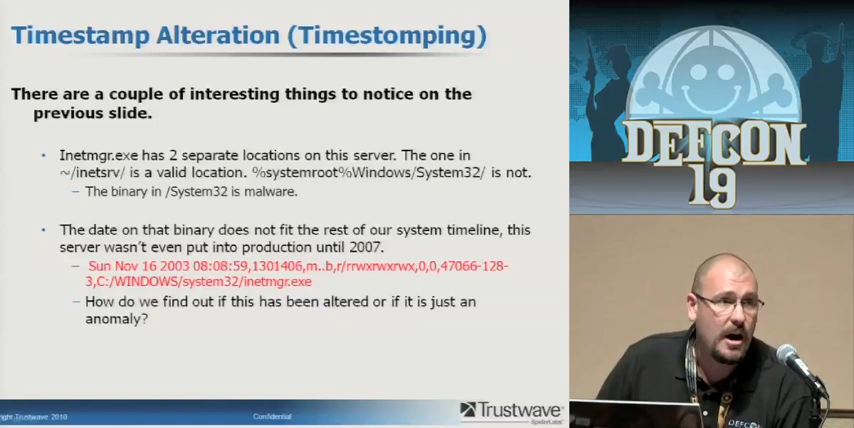 Timestamp Alteration (Timestomping)
There are a couple of interesting things to notice on the
previous slide.
• Inetmgr.exe has 2 separate locations on this server. The one in
~/inetsrv/ is a valid location. %systemroot%Windows/System32/ is not.
– The binary in /System32 is malware.
• The date on that binary does not fit the rest of our system timeline, this
server wasn't even put into production until 2007.
– Sun Nov 16 2003 08:08:59,1301406,m..b,r/rrwxrwxrwx,0,0,47066-128-
3,C:/WINDOWS/system32/inetmgr.exe
– How do we find out if this has been altered or if it is just an
anomaly?
right Trustwave 2010
Confidential
Trustwave
SpiderLabs
DEFCON
19
DEFCON